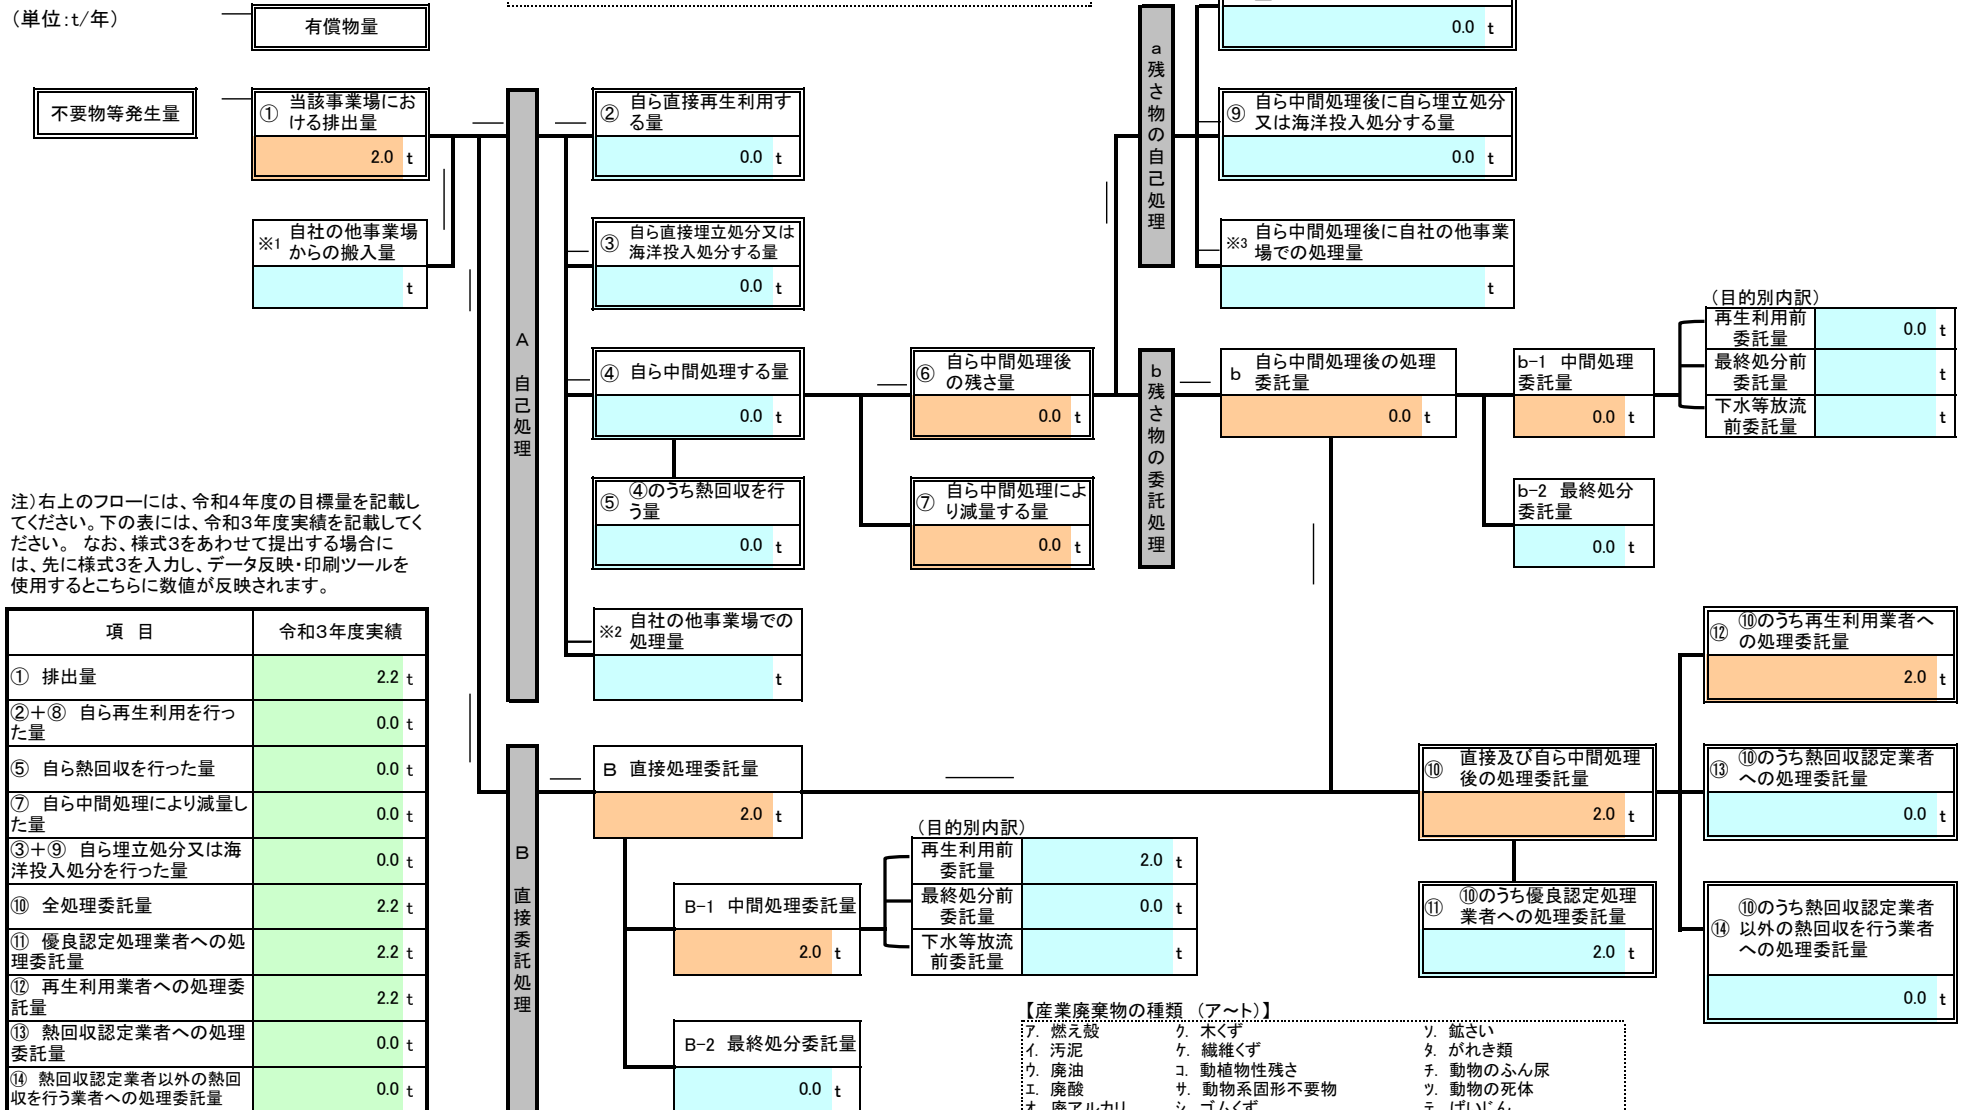 （単位:t/年）
有償物量
0.0 t
不要物等発生量
① 当該事業場にお
ける排出量
2.0 t
※1 自社の他事業場
からの搬入量
t
A 自己処理
② 自ら直接再生利用す
る量
0.0 t
③ 自ら直接埋立処分又は
海洋投入処分する量
0.0 t
④ 自ら中間処理する量
0.0 t
⑤ ④のうち熱回収を行
う量
0.0 t
※2 自社の他事業場での
処理量
t
⑥ 自ら中間処理後
の残さ量
0.0 t
⑦ 自ら中間処理によ
り減量する量
0.0 t
a 残さ物の自己処理
⑨ 自ら中間処理後に自ら埋立処分
又は海洋投入処分する量
0.0 t
※3 自ら中間処理後に自社の他事業
場での処理量
t
b 残さ物の委託処理
b 自ら中間処理後の処理
委託量
0.0 t
b-1 中間処理
委託量
0.0 t
b-2 最終処分
委託量
0.0 t
（目的別内訳）
再生利用前
委託量
0.0 t
最終処分前
委託量
t
下水等放流
前委託量
t
注）右上のフローには、令和４年度の目標量を記載し
てください。下の表には、令和３年度実績を記載してく
ださい。 なお、様式３をあわせて提出する場合に
は、先に様式３を入力し、データ反映・印刷ツールを
使用するとこちらに数値が反映されます。
項 目 令和３年度実績
① 排出量 2.2 t
②＋⑧ 自ら再生利用を行っ
た量 0.0 t
⑤ 自ら熱回収を行った量 0.0 t
⑦ 自ら中間処理により減量し
た量 0.0 t
③＋⑨ 自ら埋立処分又は海
洋投入処分を行った量 0.0 t
⑩ 全処理委託量 2.2 t
⑪ 優良認定処理業者への処
理委託量 2.2 t
⑫ 再生利用業者への処理委
託量 2.2 t
⑬ 熱回収認定業者への処理
委託量 0.0 t
⑭ 熱回収認定業者以外の熱回
収を行う業者への処理委託量 0.0 t
B 直接委託処理
B 直接処理委託量
2.0 t
B-1 中間処理委託量
2.0 t
B-2 最終処分委託量
0.0 t
（目的別内訳）
再生利用前
委託量
2.0 t
最終処分前
委託量
0.0 t
下水等放流
前委託量
t
⑩ 直接及び自ら中間処理
後の処理委託量
2.0 t
⑪ ⑩のうち優良認定処理
業者への処理委託量
2.0 t
⑫ ⑩のうち再生利用業者へ
の処理委託量
2.0 t
⑬ ⑩のうち熱回収認定業者
への処理委託量
0.0 t
⑭ ⑩のうち熱回収認定業者
以外の熱回収を行う業者
への処理委託量
0.0 t
【産業廃棄物の種類 （ア～ト）】
ｱ. 燃え殻 ｸ. 木くず ｿ. 鉱さい
ｲ. 汚泥 ｹ. 繊維くず ﾀ. がれき類
ｳ. 廃油 ｺ. 動植物性残さ ﾁ. 動物のふん尿
ｴ. 廃酸 ｻ. 動物系固形不要物 ﾂ. 動物の死体
ｵ. 廃アルカリ ｼ. ゴムくず ﾃ. ばいじん